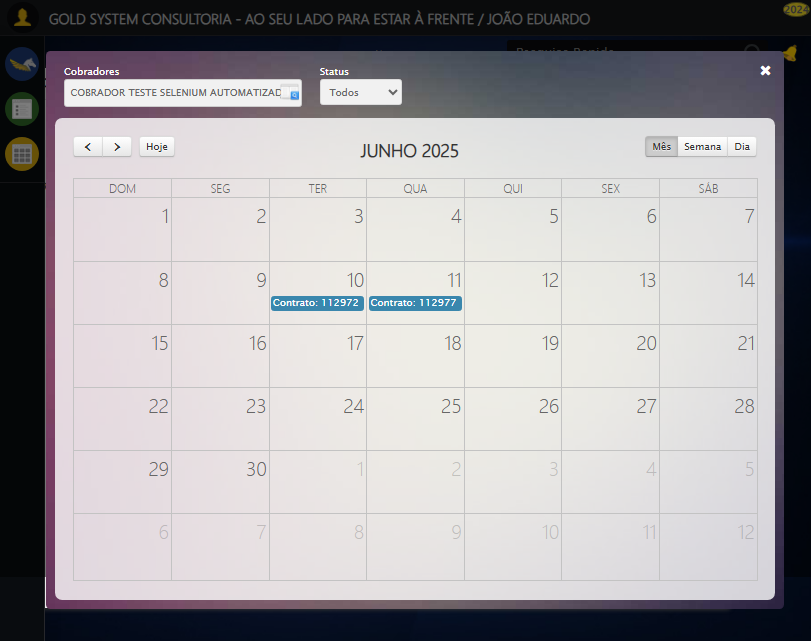 GOLD SYSTEM CONSULTORIA - AO SEU LADO PARA ESTAR À FRENTE / JOÃO EDUARDO
2024
Pesquisa Rapida
Cobradores
Status
COBRADOR TESTE SELENIUM AUTOMATIZAD
Todos
Hoje
JUNHO 2025
Mês Semana Dia
DOM SEG TER QUA QUI SEX SÁB
1 2 3 4 5 6 7
8 9 10 11 12 13 14
Contrato: 112972 Contrato: 112977
15 16 17 18 19 20 21
22 23 24 25 26 27 28
29 30 1 2 3 4 5
6 7 8 9 10 11 12